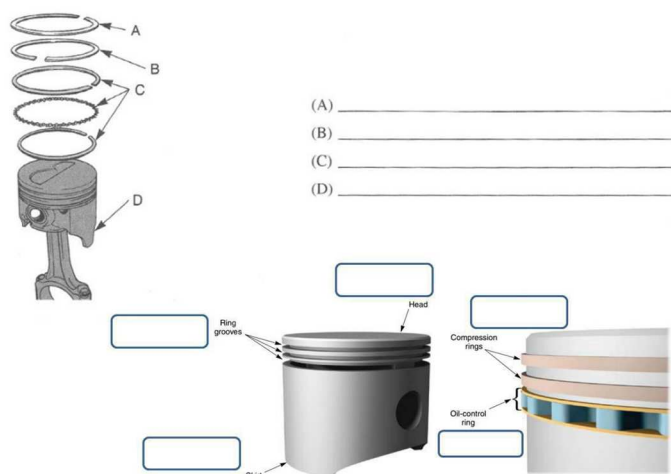 A
B
C
D
(A)
(B)
(C)
(D)
Head
Ring
grooves
Compression
rings
Oil-control
ring